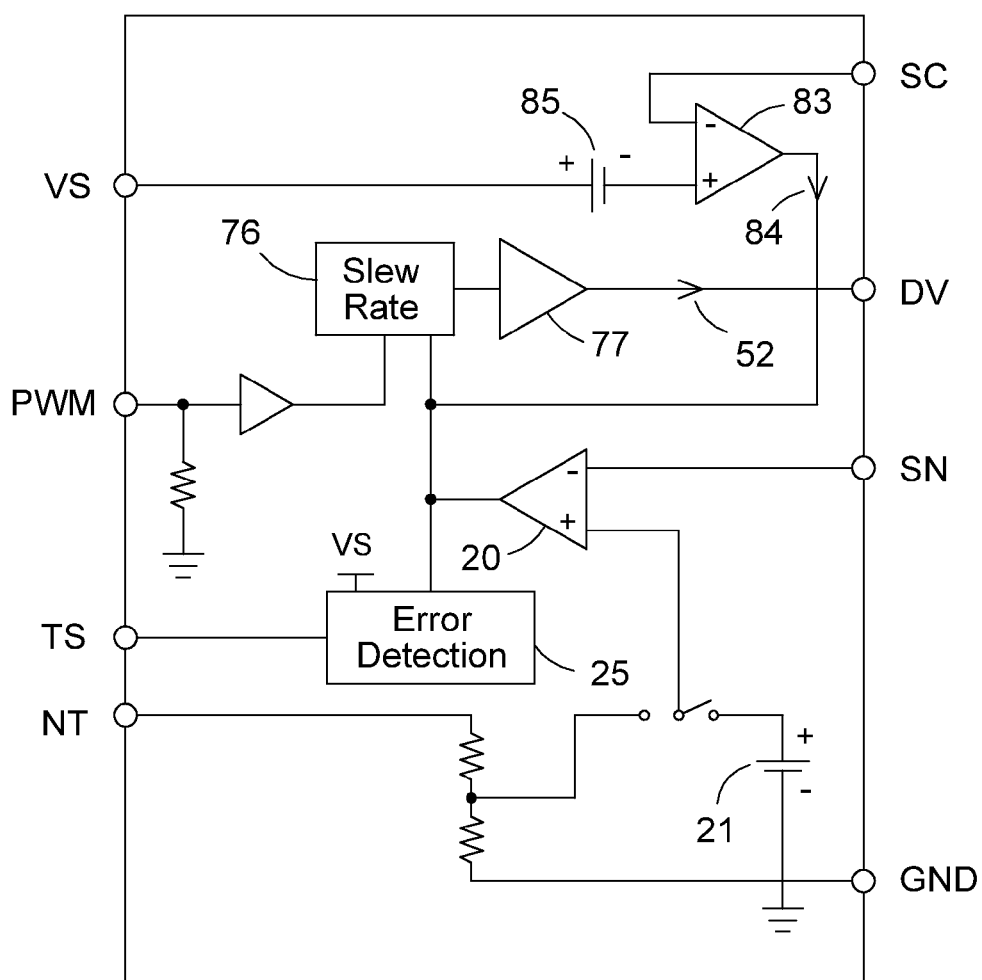 SC
85
83
+ -
-
+
VS
84
76
Slew
Rate
DV
77
52
PWM
SN
-
+
20
VS
TS
Error
Detection
25
NT
+
-
21
GND